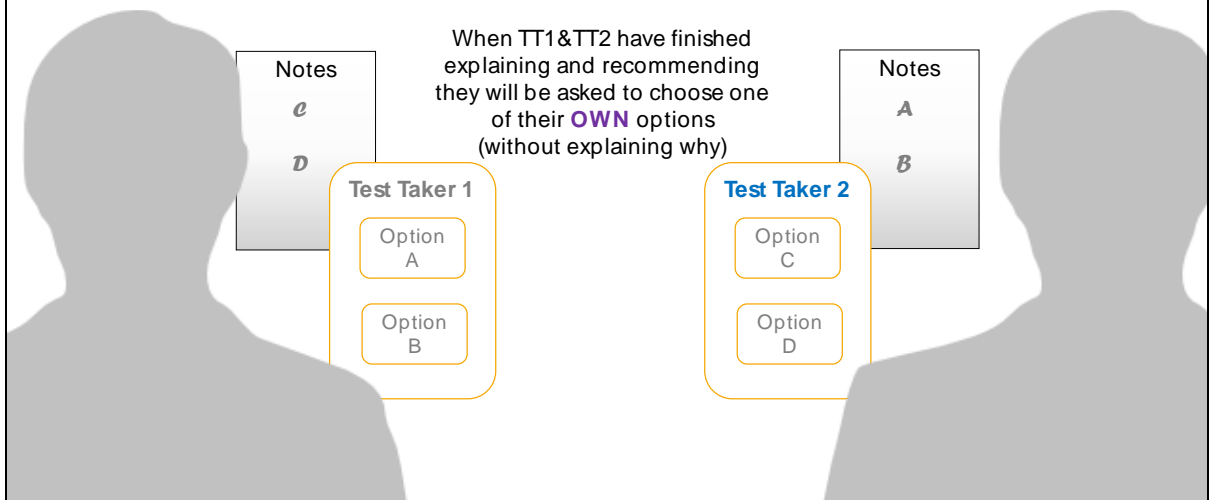 When TT1&TT2 have finished
explaining and recommending
they will be asked to choose one
of their OWN options
(without explaining why)
Notes
C
D
Test Taker 1
Option
A
Option
B
Notes
A
B
Test Taker 2
Option
C
Option
D